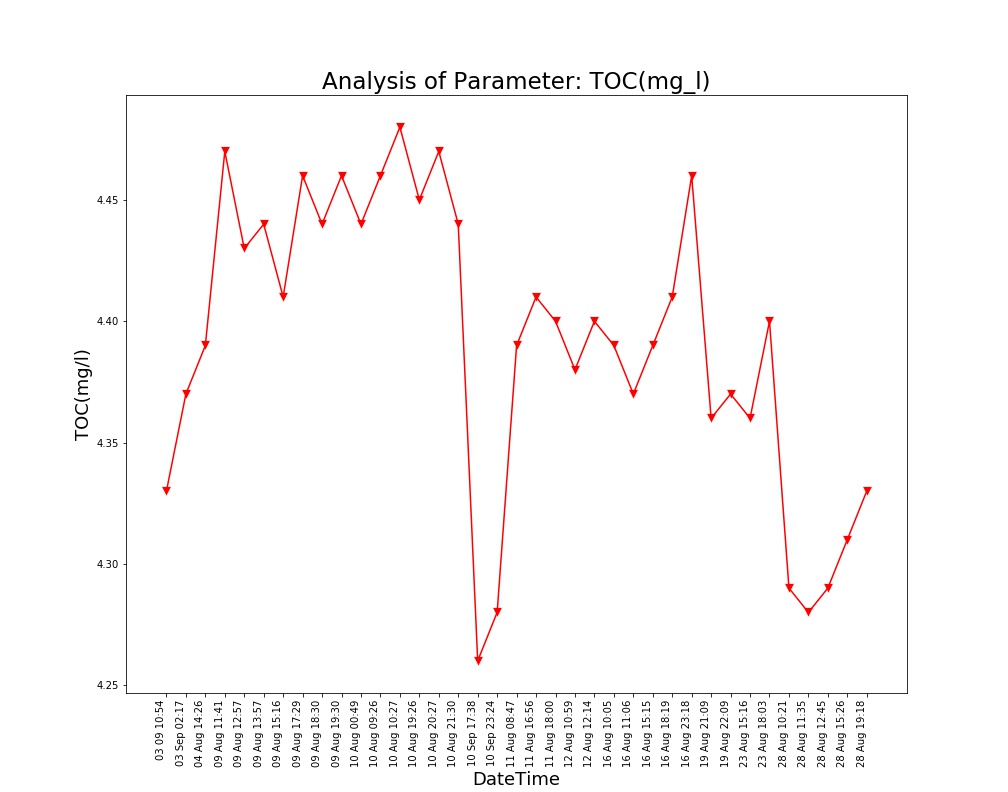 Analysis of Parameter: TOC(mg_l)
TOC(mg/l)
4.45
4.40
4.35
4.30
4.25
03 09 10:54
03 Sep 02:17
04 Aug 14:26
09 Aug 11:41
09 Aug 12:57
09 Aug 13:57
09 Aug 15:16
09 Aug 17:29
09 Aug 18:30
09 Aug 19:30
10 Aug 00:49
10 Aug 09:26
10 Aug 10:27
10 Aug 19:26
10 Aug 20:27
10 Aug 21:30
10 Sep 17:38
10 Sep 23:24
11 Aug 08:47
11 Aug 16:56
11 Aug 18:00
12 Aug 10:59
12 Aug 12:14
16 Aug 10:05
16 Aug 11:06
16 Aug 15:15
16 Aug 18:19
16 Aug 23:18
19 Aug 21:09
19 Aug 22:09
23 Aug 15:16
23 Aug 18:03
28 Aug 10:21
28 Aug 11:35
28 Aug 12:45
28 Aug 15:26
28 Aug 19:18
DateTime